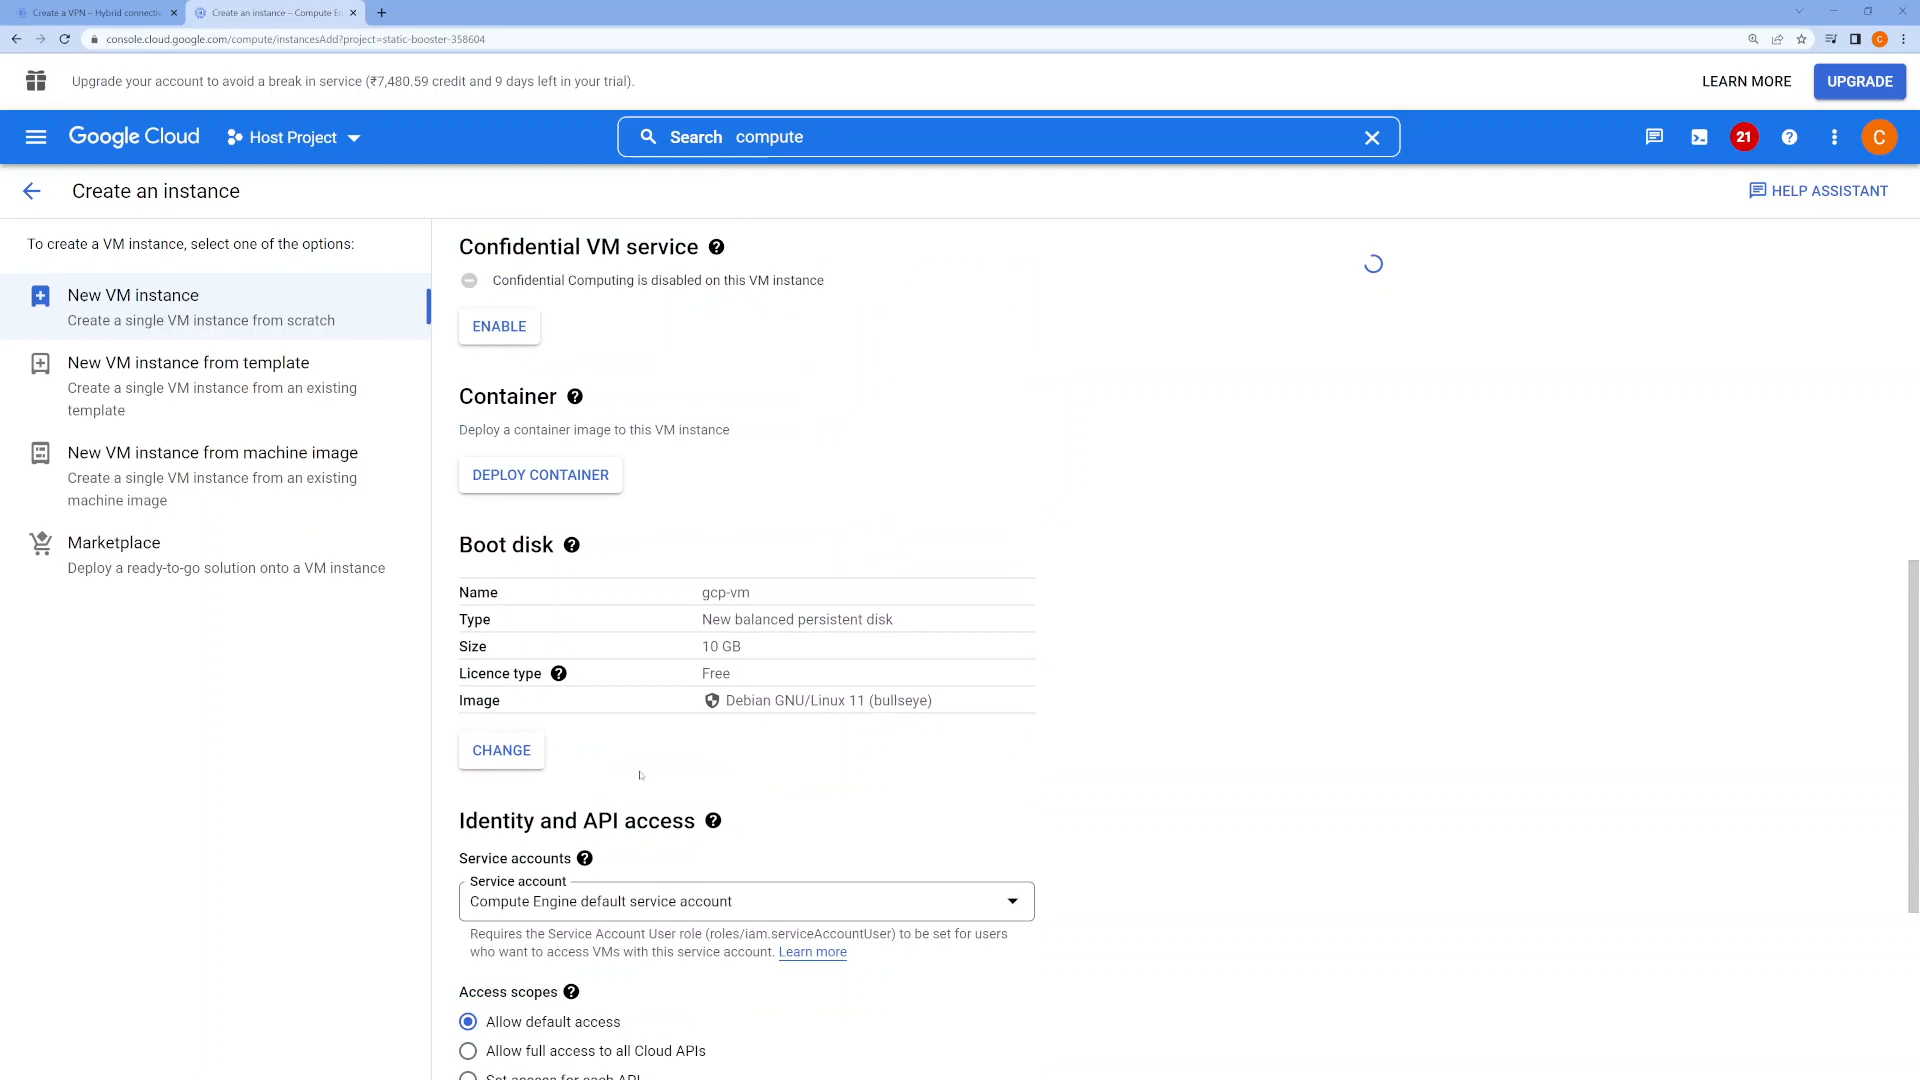 Create a VPN – Hybrid connectiv
Create an instance – Compute En
console.cloud.google.com/compute/instancesAdd?project=static-booster-358604
C
Upgrade your account to avoid a break in service (₹7,480.59 credit and 9 days left in your trial).
LEARN MORE
UPGRADE
Google Cloud
Host Project
Search compute
21
C
Create an instance
HELP ASSISTANT
To create a VM instance, select one of the options:
New VM instance
Create a single VM instance from scratch
New VM instance from template
Create a single VM instance from an existing
template
New VM instance from machine image
Create a single VM instance from an existing
machine image
Marketplace
Deploy a ready-to-go solution onto a VM instance
Confidential VM service
Confidential Computing is disabled on this VM instance
ENABLE
Container
Deploy a container image to this VM instance
DEPLOY CONTAINER
Boot disk
Name gcp-vm
Type New balanced persistent disk
Size 10 GB
Licence type Free
Image Debian GNU/Linux 11 (bullseye)
CHANGE
Identity and API access
Service accounts
Service account
Compute Engine default service account
Requires the Service Account User role (roles/iam.serviceAccountUser) to be set for users
who want to access VMs with this service account. Learn more
Access scopes
Allow default access
Allow full access to all Cloud APIs
Set access for each API